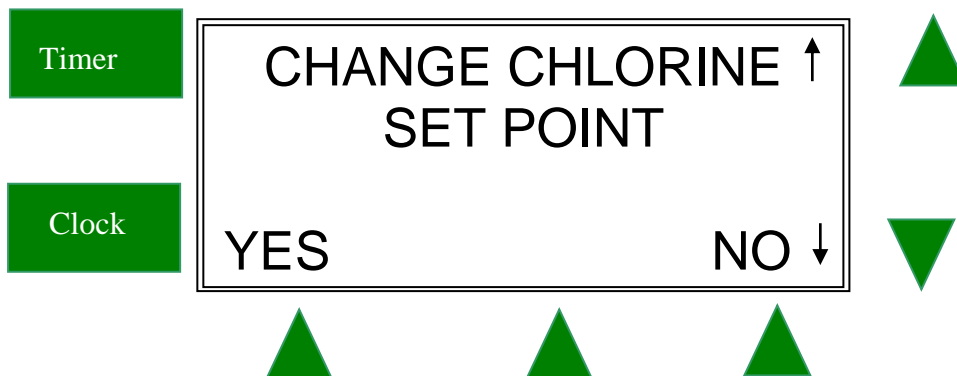 Timer
CHANGE CHLORINE ↑
SET POINT
Clock
YES NO ↓